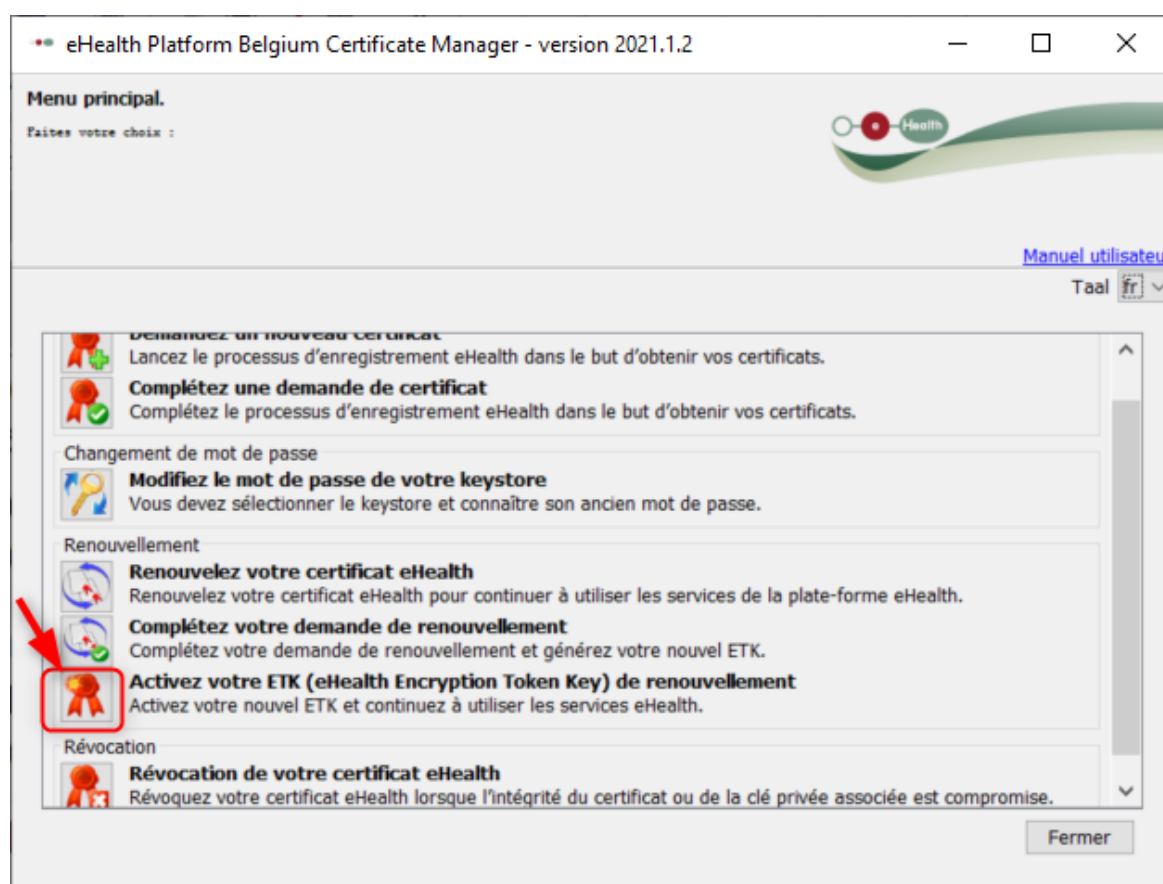 eHealth Platform Belgium Certificate Manager - version 2021.1.2
Menu principal.
Faites votre choix :
e Health
Manuel utilisateu
Taal fr
Demandez un nouveau certificat
Lancez le processus d'enregistrement eHealth dans le but d'obtenir vos certificats.
Complétez une demande de certificat
Complétez le processus d'enregistrement eHealth dans le but d'obtenir vos certificats.
Changement de mot de passe
Modifiez le mot de passe de votre keystore
Vous devez sélectionner le keystore et connaître son ancien mot de passe.
Renouvellement
Renouvelez votre certificat eHealth
Renouvelez votre certificat eHealth pour continuer à utiliser les services de la plate-forme eHealth.
Complétez votre demande de renouvellement
Complétez votre demande de renouvellement et générez votre nouvel ETK.
Activez votre ETK (eHealth Encryption Token Key) de renouvellement
Activez votre nouvel ETK et continuez à utiliser les services eHealth.
Révocation
Révocation de votre certificat eHealth
Révoquez votre certificat eHealth lorsque l'intégrité du certificat ou de la clé privée associée est compromise.
Fermer